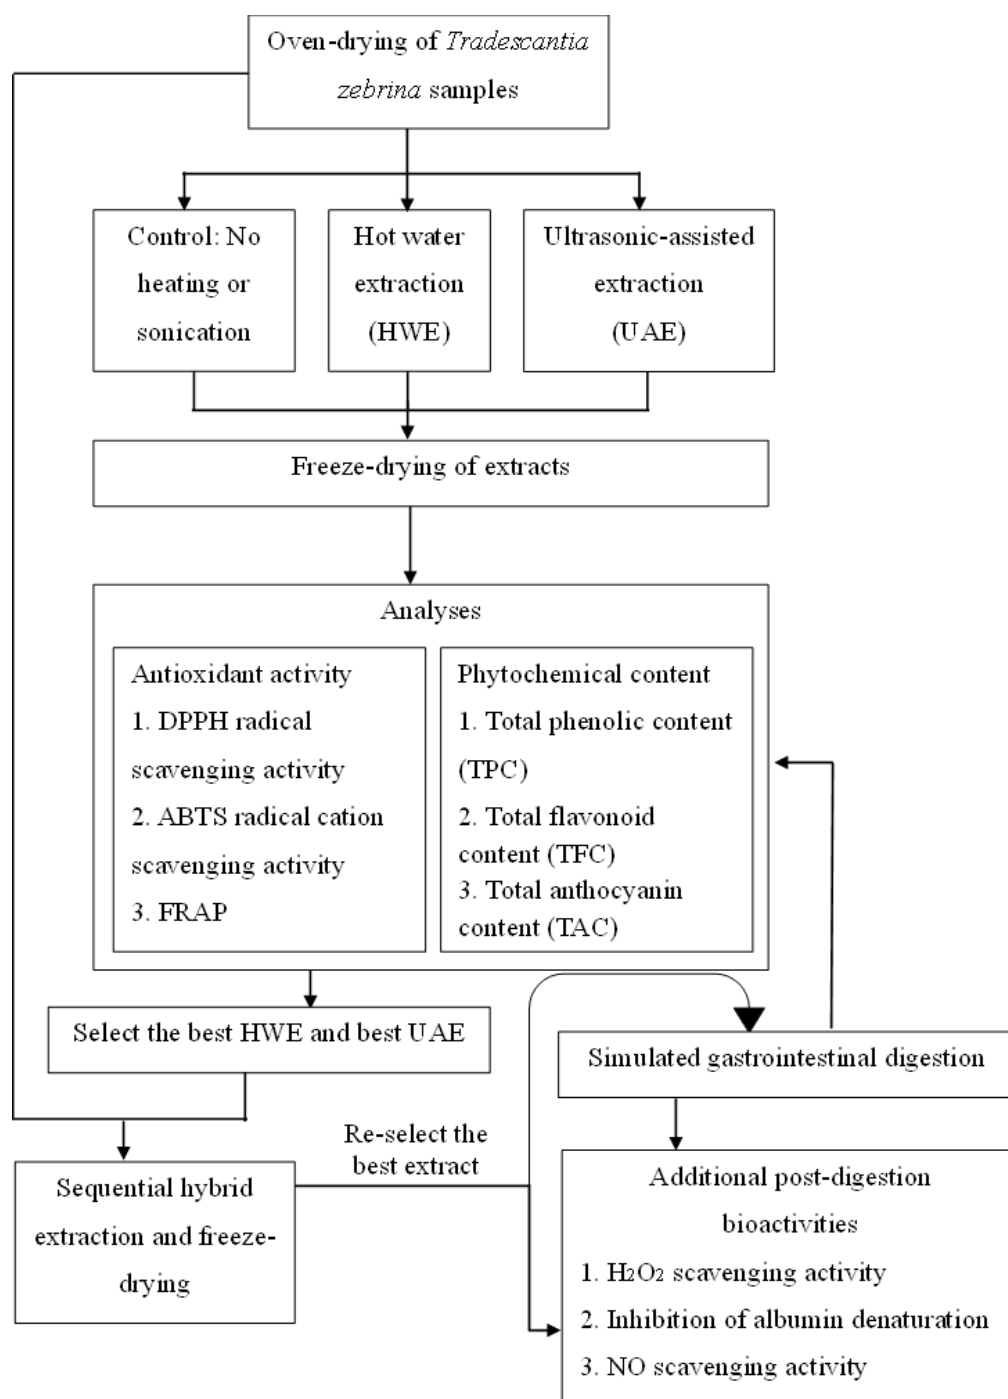 Oven-drying of Tradescantia
zebrina samples
Control: No
heating or
sonication
Hot water
extraction
(HWE)
Ultrasonic-assisted
extraction
(UAE)
Freeze-drying of extracts
Analyses
Antioxidant activity
1. DPPH radical
scavenging activity
2. ABTS radical cation
scavenging activity
3. FRAP
Phytochemical content
1. Total phenolic content
(TPC)
2. Total flavonoid
content (TFC)
3. Total anthocyanin
content (TAC)
Select the best HWE and best UAE
Simulated gastrointestinal digestion
Re-select the
best extract
Sequential hybrid
extraction and freeze-
drying
Additional post-digestion
bioactivities
1. H₂O₂ scavenging activity
2. Inhibition of albumin denaturation
3. NO scavenging activity